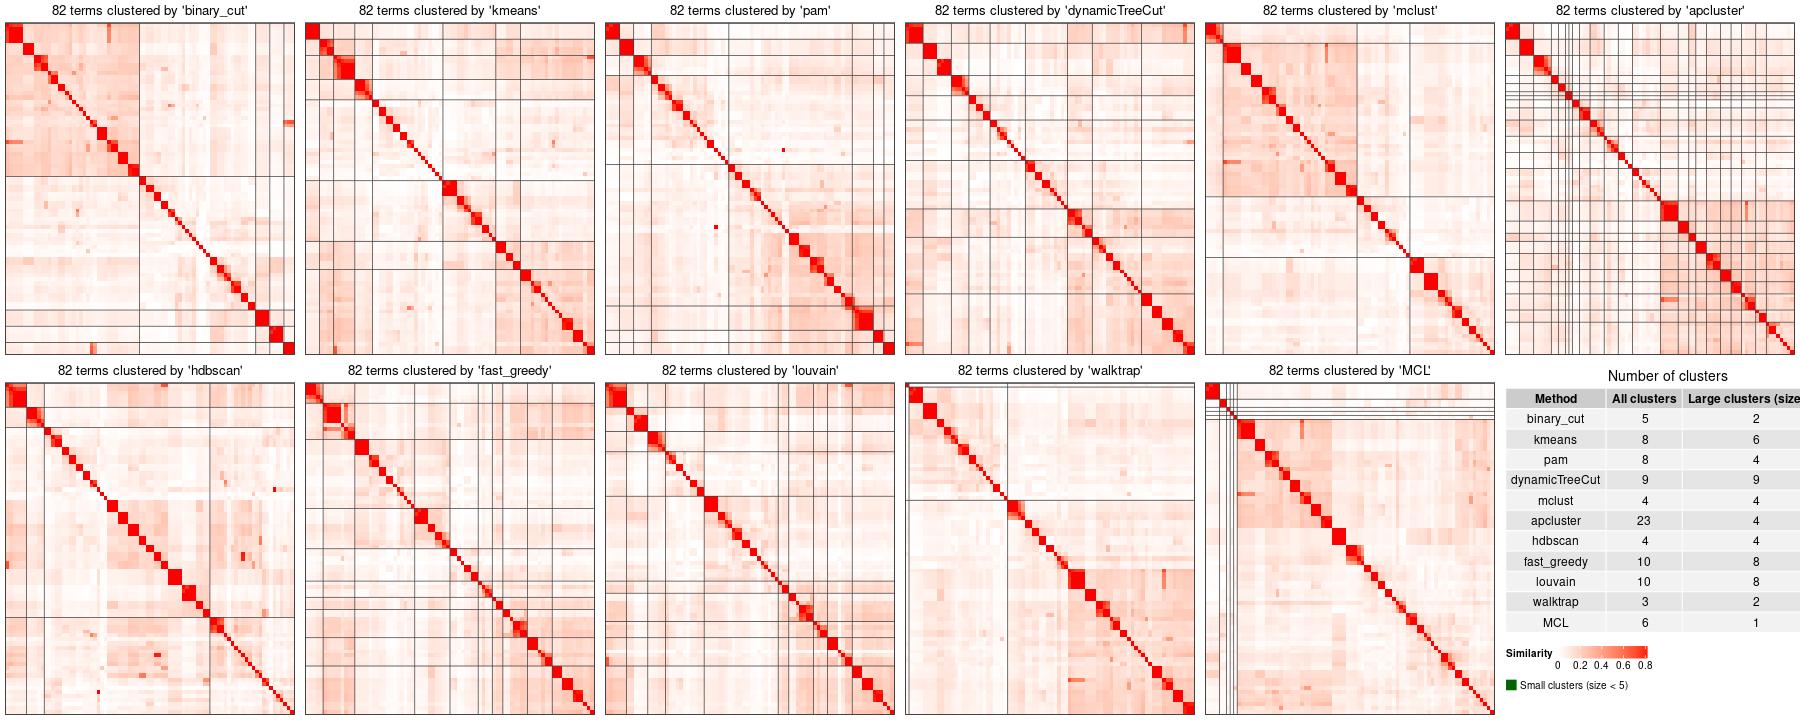 82 terms clustered by 'binary_cut'
82 terms clustered by 'kmeans'
82 terms clustered by 'pam'
82 terms clustered by 'dynamicTreeCut'
82 terms clustered by 'mclust'
82 terms clustered by 'apcluster'
82 terms clustered by 'hdbscan'
82 terms clustered by 'fast_greedy'
82 terms clustered by 'louvain'
82 terms clustered by 'walktrap'
82 terms clustered by 'MCL'
Number of clusters
Method All clusters Large clusters (size
binary_cut 5 2
kmeans 8 6
pam 8 4
dynamicTreeCut 9 9
mclust 4 4
apcluster 23 4
hdbscan 4 4
fast_greedy 10 8
louvain 10 8
walktrap 3 2
MCL 6 1
Similarity
0 0.2 0.4 0.6 0.8
Small clusters (size < 5)